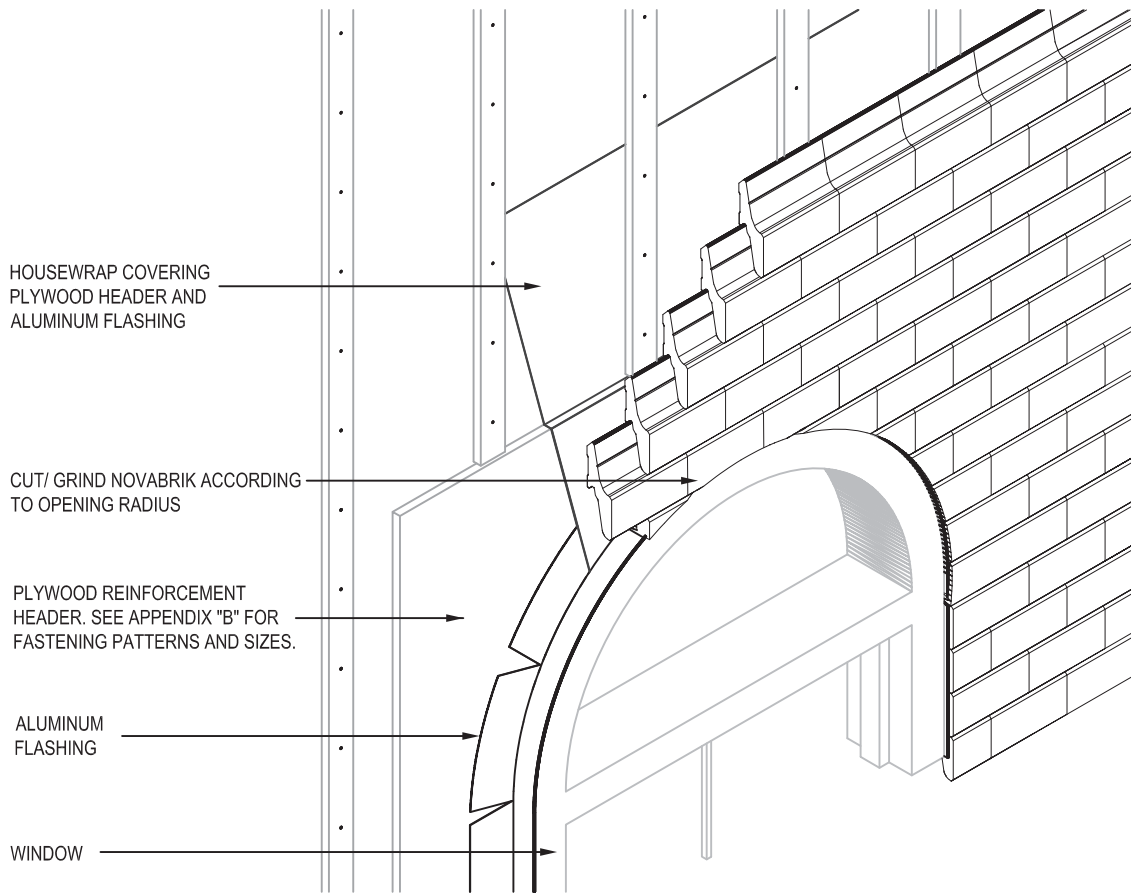 HOUSEWRAP COVERING
PLYWOOD HEADER AND
ALUMINUM FLASHING
CUT/ GRIND NOVABRIK ACCORDING
TO OPENING RADIUS
PLYWOOD REINFORCEMENT
HEADER. SEE APPENDIX "B" FOR
FASTENING PATTERNS AND SIZES.
ALUMINUM
FLASHING
WINDOW